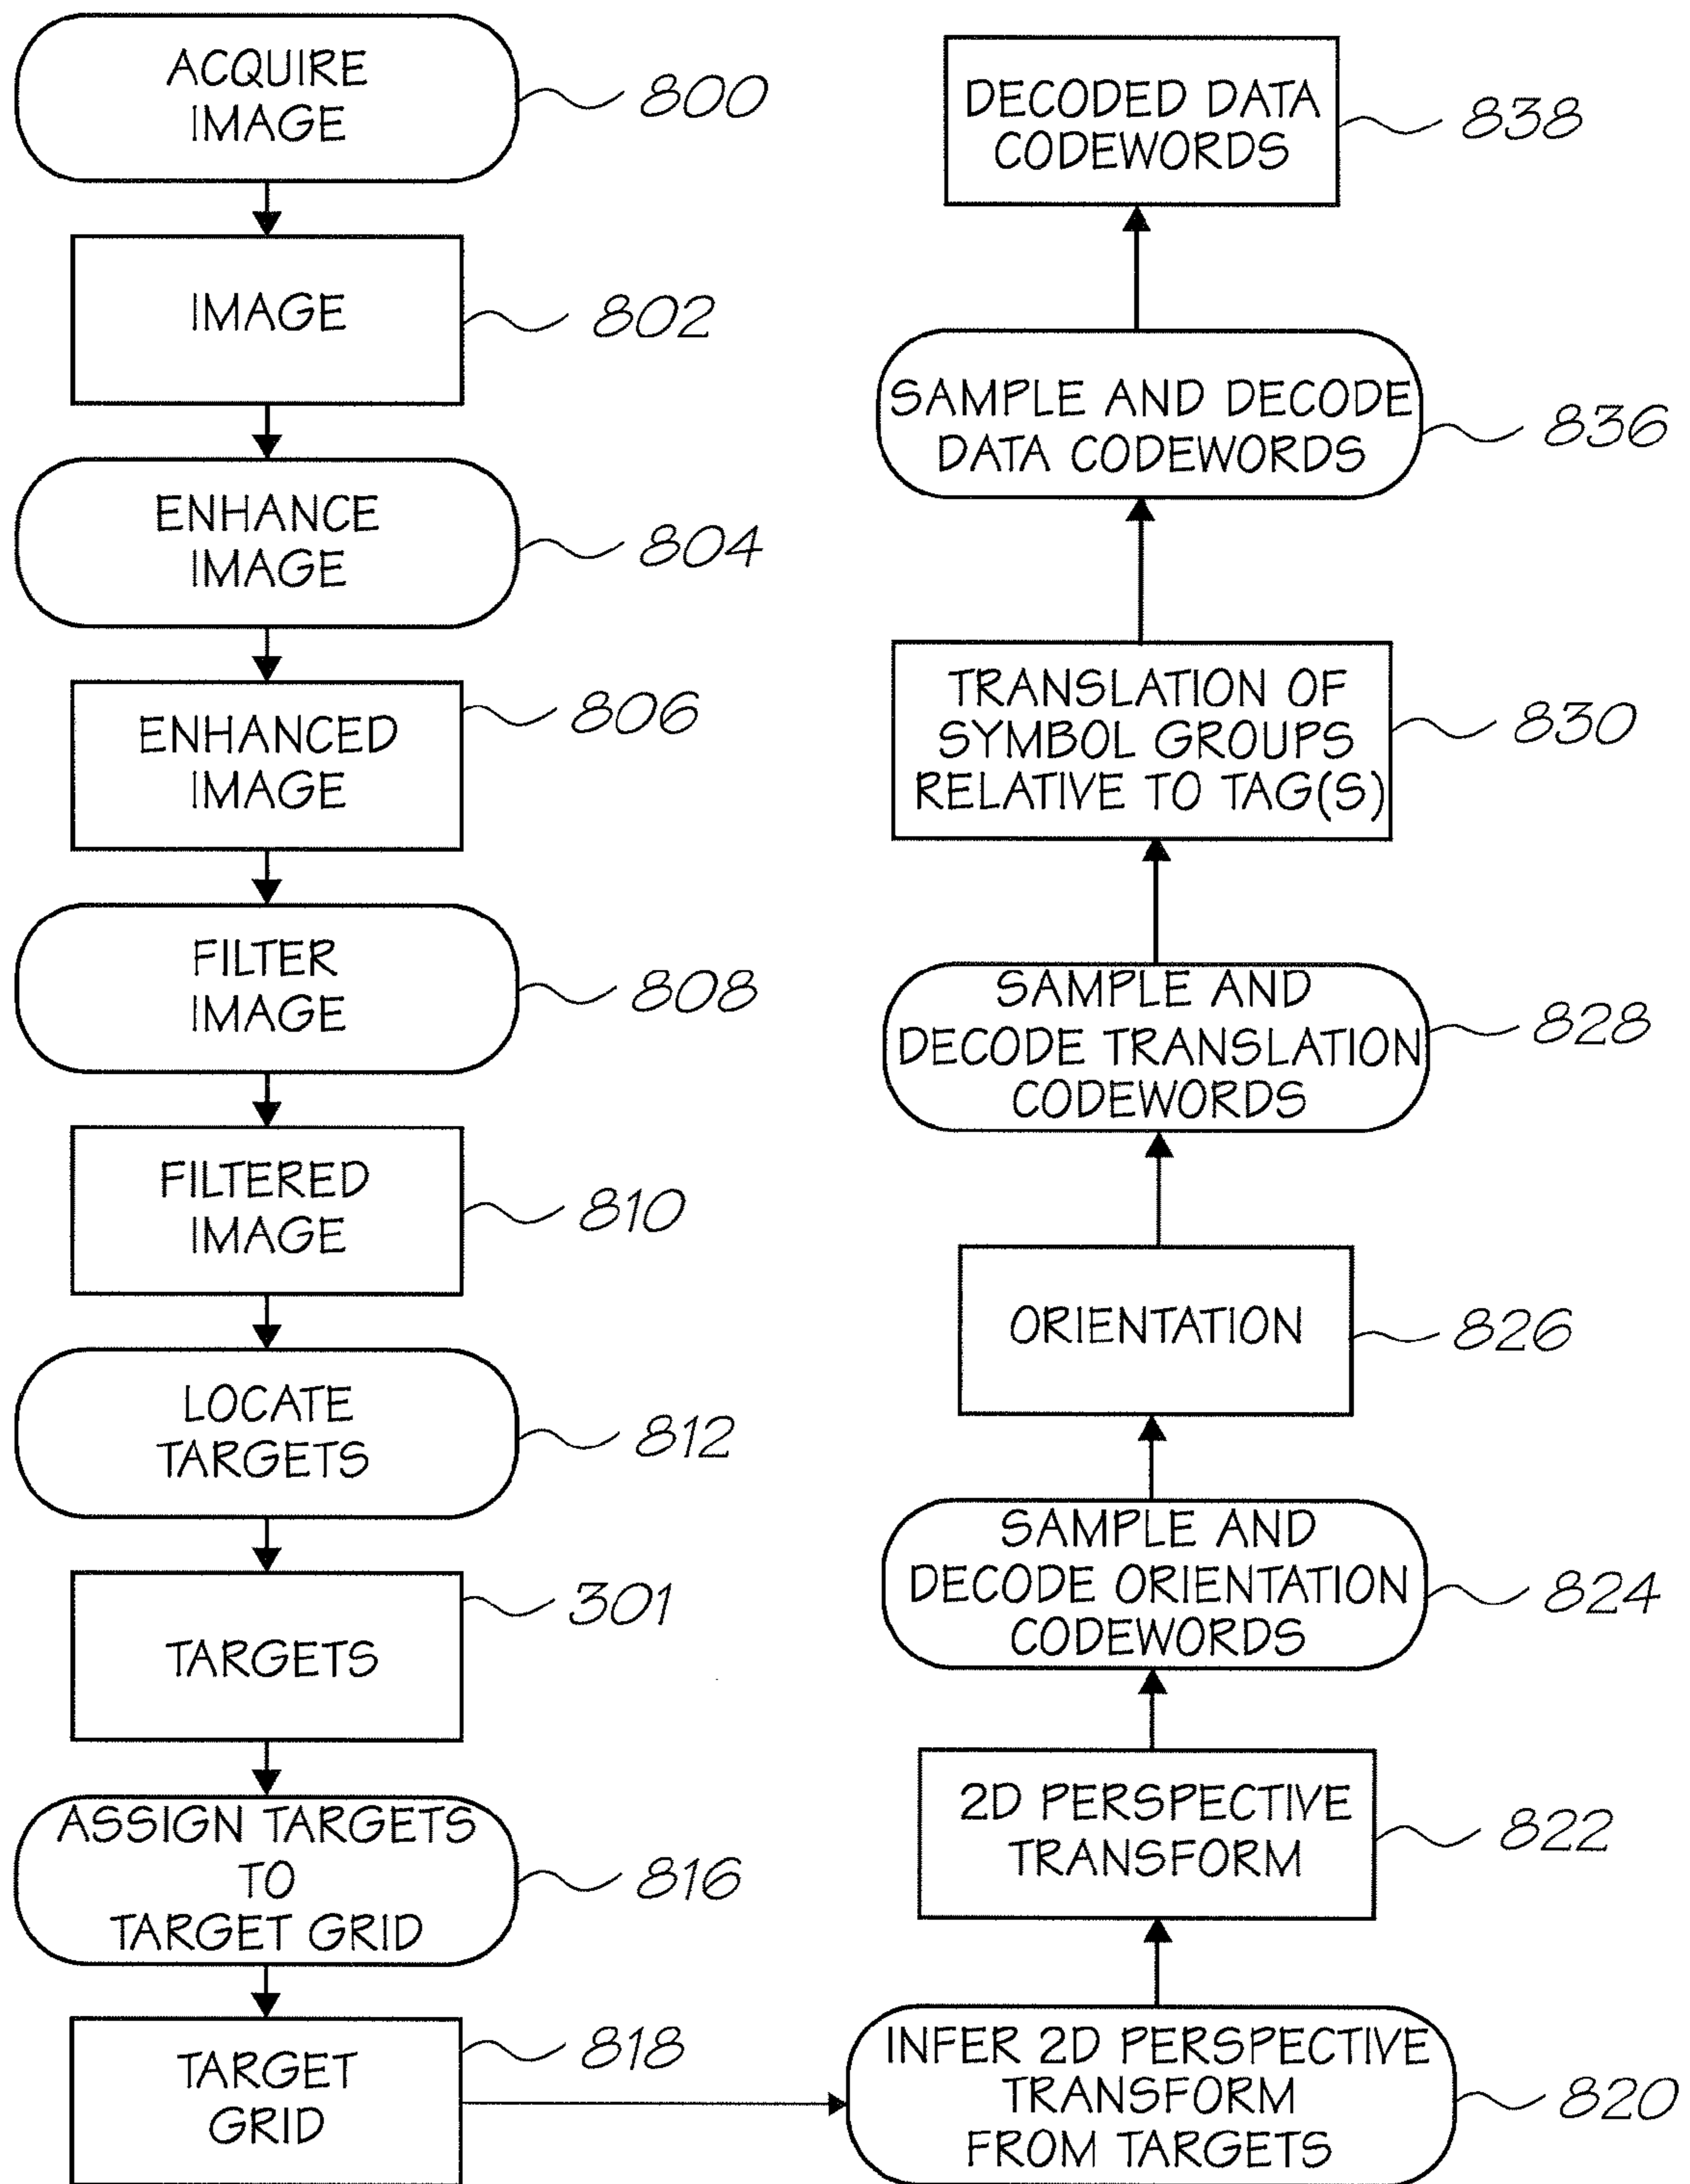 ACQUIRE
IMAGE
800
IMAGE
802
ENHANCE
IMAGE
804
ENHANCED
IMAGE
806
FILTER
IMAGE
808
FILTERED
IMAGE
810
LOCATE
TARGETS
812
TARGETS
301
ASSIGN TARGETS
TO
TARGET GRID
816
TARGET
GRID
818
INFER 2D PERSPECTIVE
TRANSFORM
FROM TARGETS
820
2D PERSPECTIVE
TRANSFORM
822
SAMPLE AND
DECODE ORIENTATION
CODEWORDS
824
ORIENTATION
826
SAMPLE AND
DECODE TRANSLATION
CODEWORDS
828
TRANSLATION OF
SYMBOL GROUPS
RELATIVE TO TAG(S)
830
SAMPLE AND DECODE
DATA CODEWORDS
836
DECODED DATA
CODEWORDS
838